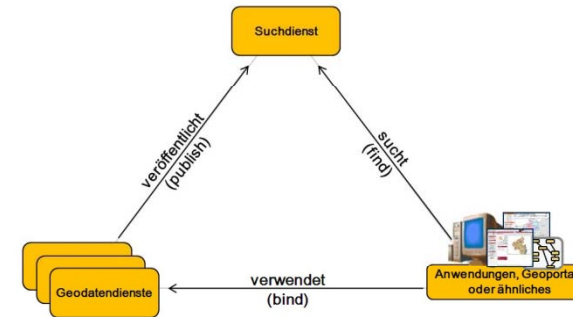 Suchdienst
veröffentlicht
(publish)
sucht
(find)
Geodatendienste
verwendet
(bind)
Anwendungen, Geoporta
oder ähnliches